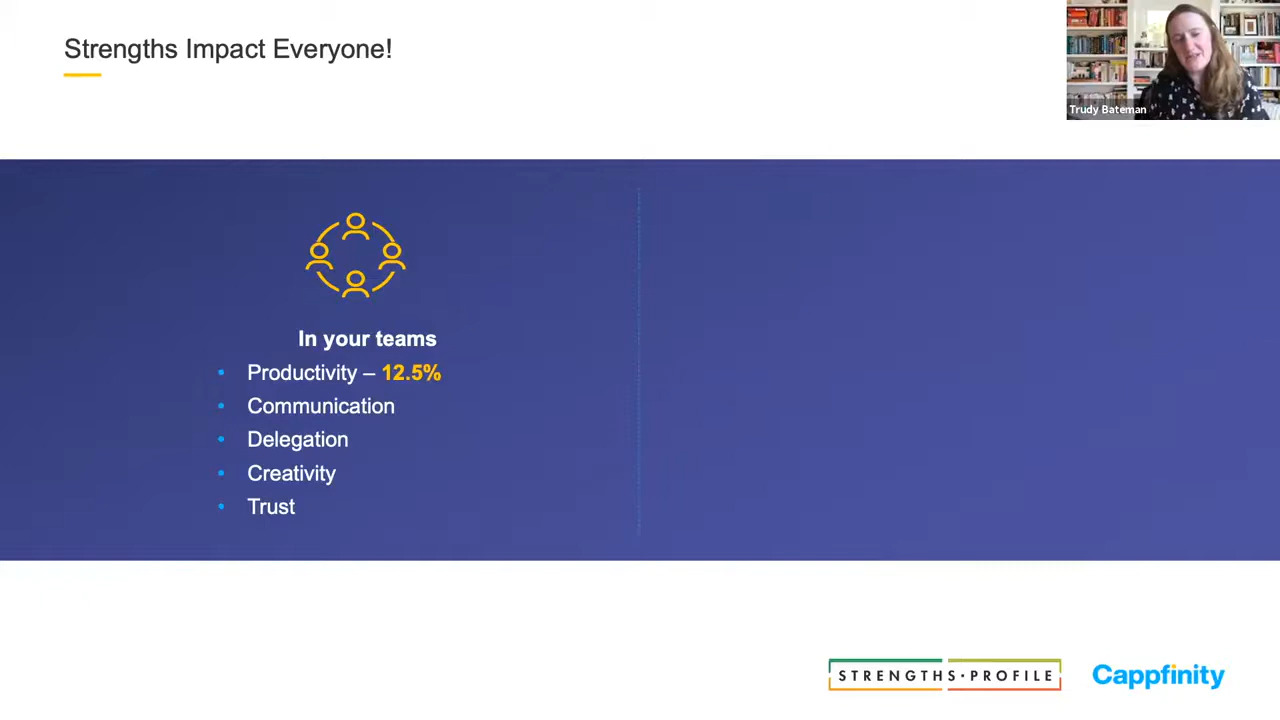 Strengths Impact Everyone!
Trudy Bateman
In your teams
• Productivity – 12.5%
• Communication
• Delegation
• Creativity
• Trust
STRENGTHS·PROFILE
Cappfinity